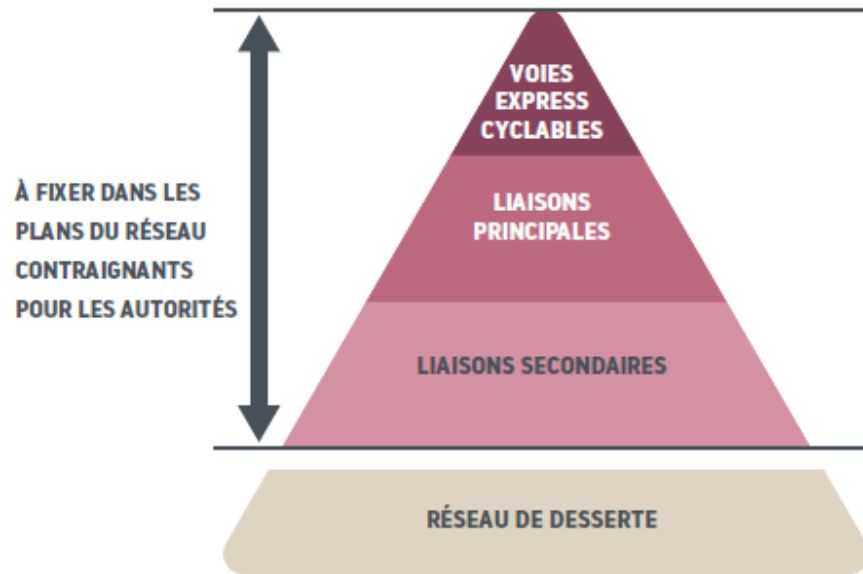 VOIES
EXPRESS
CYCLABLES
À FIXER DANS LES
PLANS DU RÉSEAU
CONTRAIGNANTS
POUR LES AUTORITÉS
LIAISONS
PRINCIPALES
LIAISONS SECONDAIRES
RÉSEAU DE DESSERTE